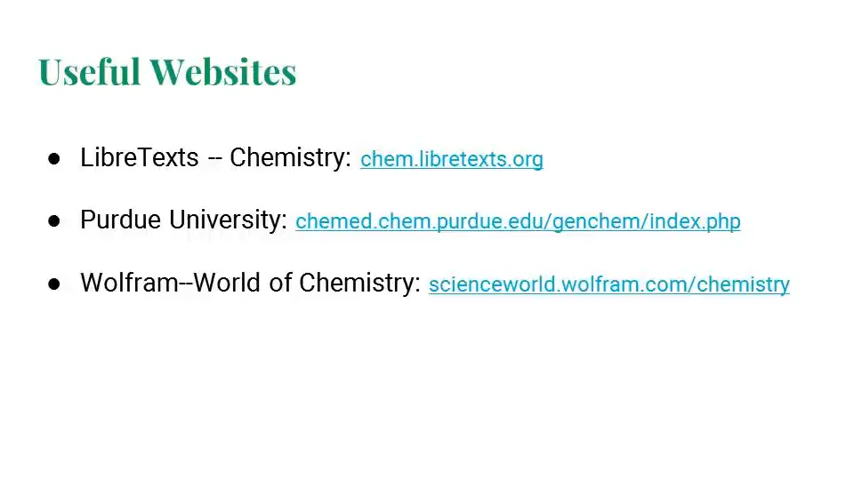 Useful Websites
● LibreTexts -- Chemistry: chem.libretexts.org
● Purdue University: chemed.chem.purdue.edu/genchem/index.php
● Wolfram--World of Chemistry: scienceworld.wolfram.com/chemistry